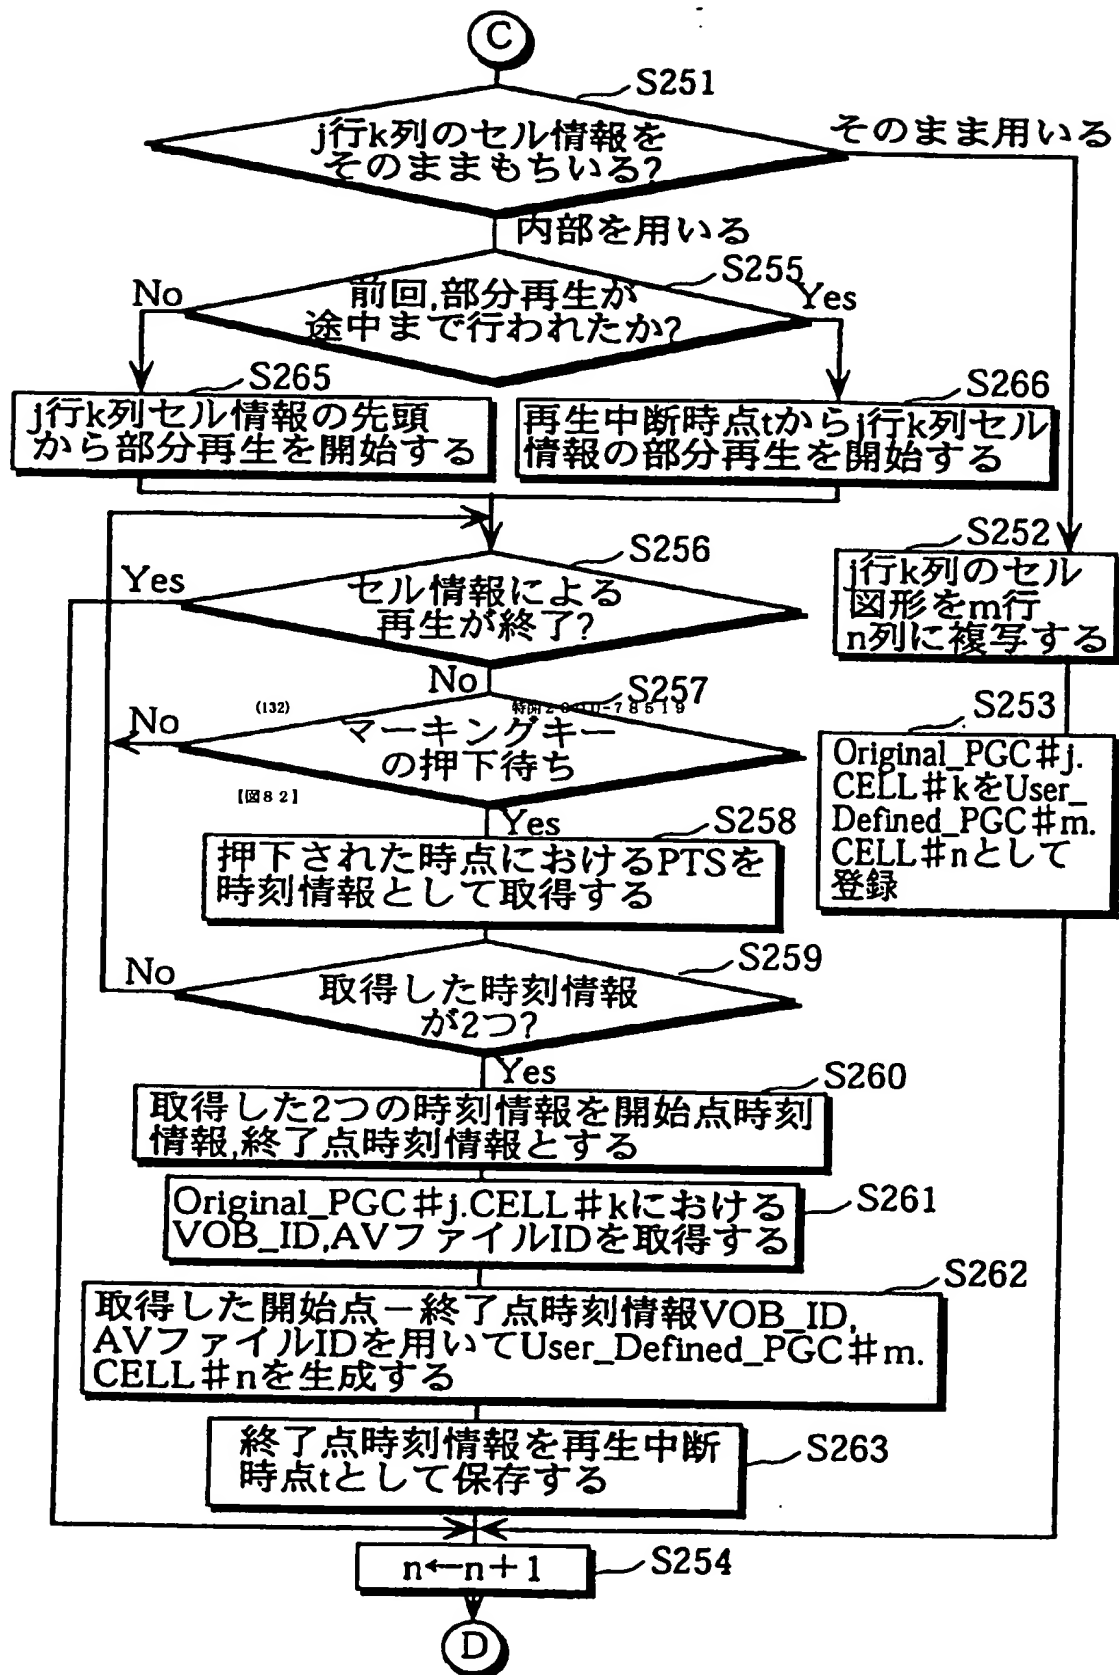 C
S251
j行k列のセル情報を
そのままもちいる?
そのまま用いる
内部を用いる
S255
No
前回,部分再生が
途中まで行われたか?
Yes
S265
j行k列セル情報の先頭
から部分再生を開始する
S266
再生中断時点tからj行k列セル
情報の部分再生を開始する
S256
Yes
セル情報による
再生が終了?
No
S252
j行k列のセル
図形をm行
n列に複写する
S257
(132)
No
マーキングキー
の押下待ち
【図82】
Yes
S253
Original_PGC#j.
CELL#kをUser_
Defined_PGC#m.
CELL#nとして
登録
S258
押下された時点におけるPTSを
時刻情報として取得する
S259
No
取得した時刻情報
が2つ?
Yes
S260
取得した2つの時刻情報を開始点時刻
情報,終了点時刻情報とする
S261
Original_PGC#j.CELL#kにおける
VOB_ID,AVファイルIDを取得する
S262
取得した開始点-終了点時刻情報VOB_ID,
AVファイルIDを用いてUser_Defined_PGC#m.
CELL#nを生成する
S263
終了点時刻情報を再生中断
時点tとして保存する
n←n+1
S254
D